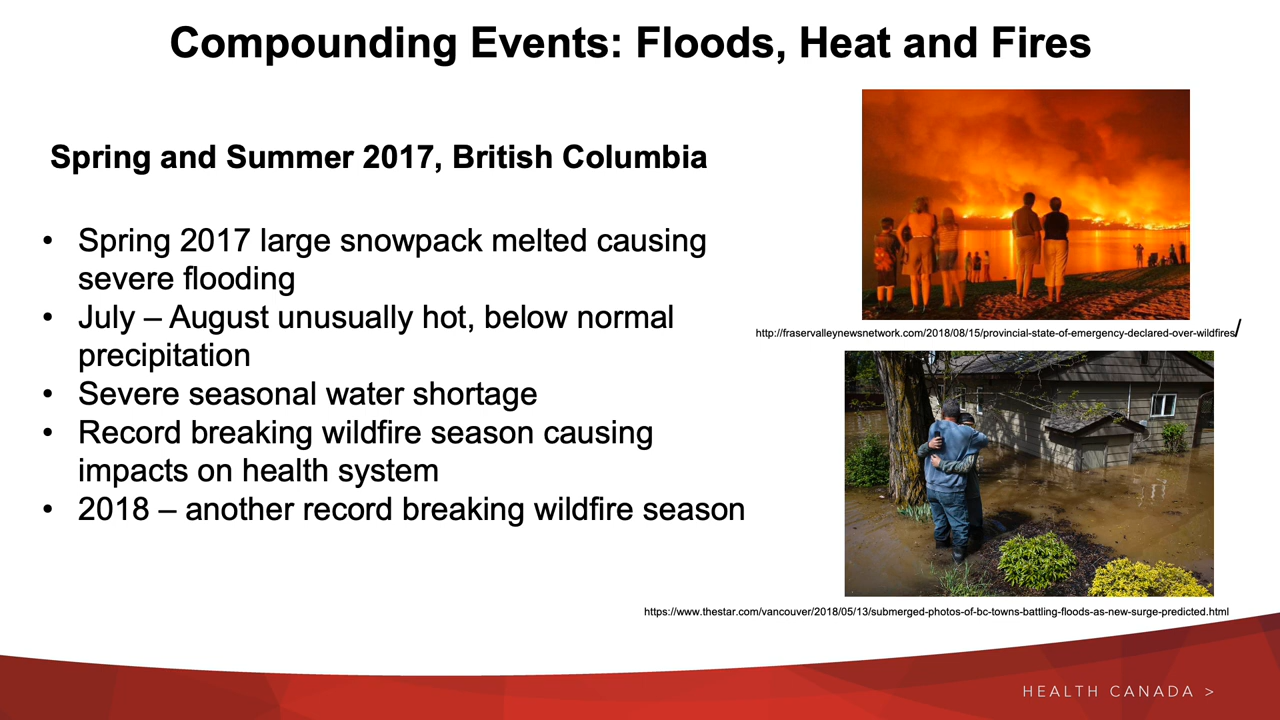 Compounding Events: Floods, Heat and Fires
Spring and Summer 2017, British Columbia
• Spring 2017 large snowpack melted causing
severe flooding
• July – August unusually hot, below normal
precipitation
• Severe seasonal water shortage
• Record breaking wildfire season causing
impacts on health system
• 2018 – another record breaking wildfire season
http://fraservalleynewsnetwork.com/2018/08/15/provincial-state-of-emergency-declared-over-wildfires/
https://www.thestar.com/vancouver/2018/05/13/submerged-photos-of-bc-towns-battling-floods-as-new-surge-predicted.html
HEALTH CANADA >